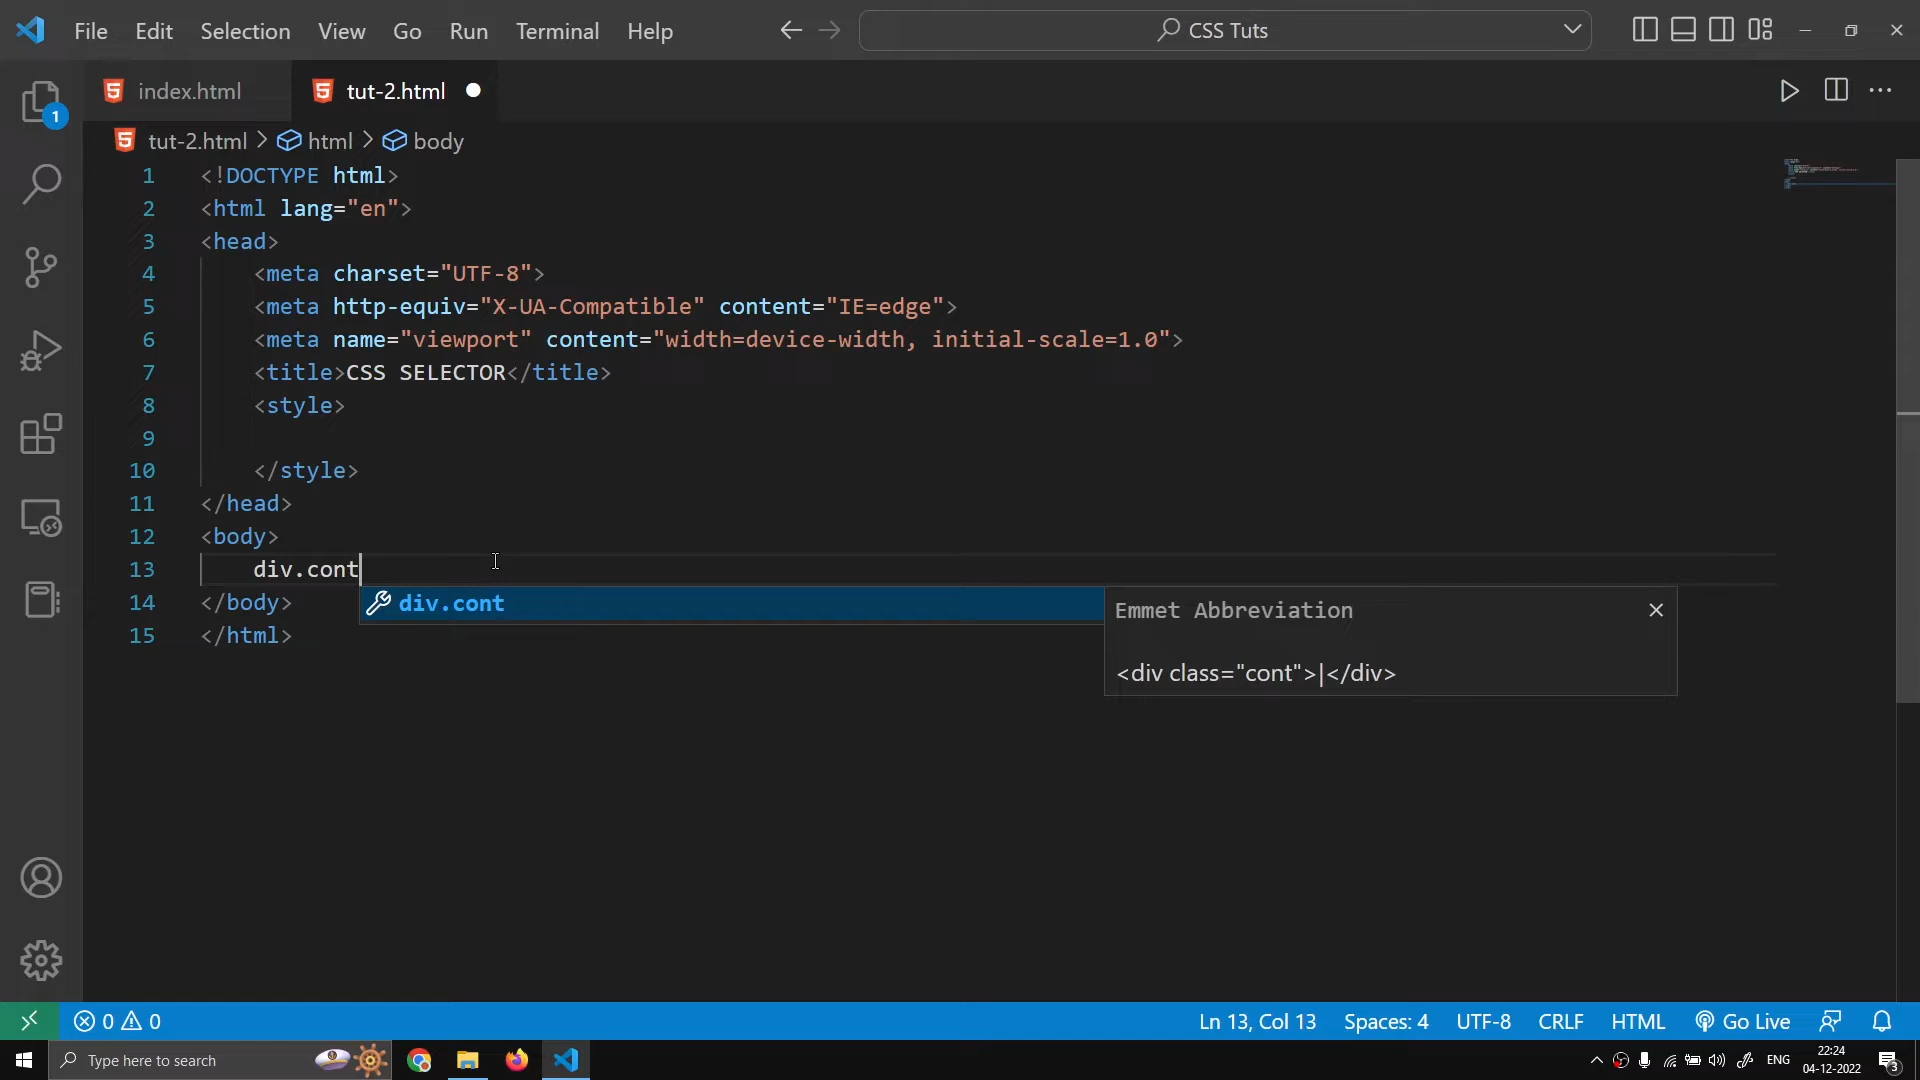 File Edit Selection View Go Run Terminal Help CSS Tuts
index.html tut-2.html
tut-2.html > html > body
1 <!DOCTYPE html>
2 <html lang="en">
3 <head>
4 <meta charset="UTF-8">
5 <meta http-equiv="X-UA-Compatible" content="IE=edge">
6 <meta name="viewport" content="width=device-width, initial-scale=1.0">
7 <title>CSS SELECTOR</title>
8 <style>
9
10 </style>
11 </head>
12 <body>
13 div.cont
14 </body>
15 </html>
div.cont
Emmet Abbreviation
<div class="cont">|</div>
1
0 0 Ln 13, Col 13 Spaces: 4 UTF-8 CRLF HTML Go Live
Type here to search ENG 22:24
04-12-2022 3